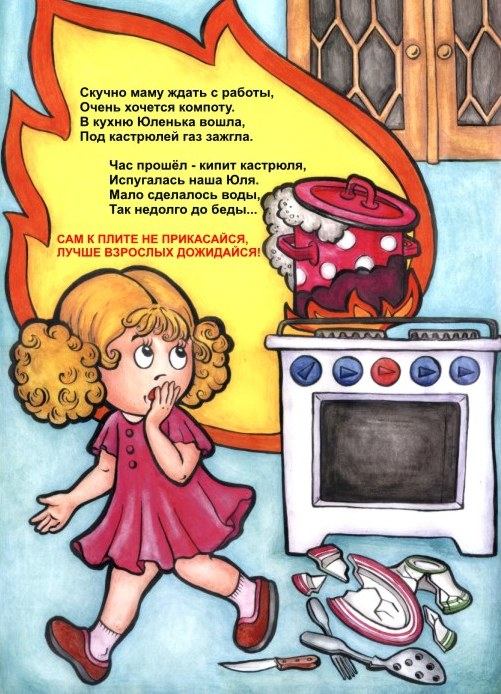 Скучно маму ждать с работы,
Очень хочется компоту.
В кухню Юленька вошла,
Под кастрюлей газ зажгла.
Час прошёл - кипит кастрюля,
Испугалась наша Юля.
Мало сделалось воды,
Так недолго до беды...
САМ К ПЛИТЕ НЕ ПРИКАСАЙСЯ,
ЛУЧШЕ ВЗРОСЛЫХ ДОЖИДАЙСЯ!